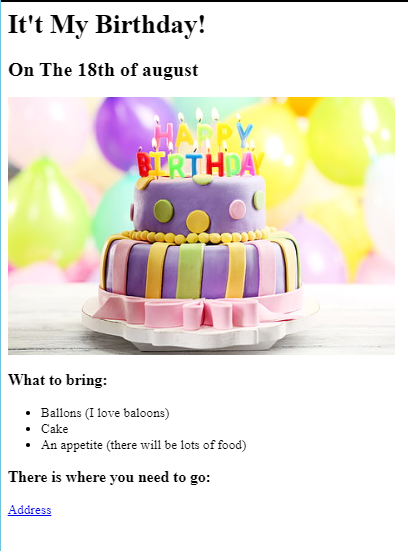 It't My Birthday!
On The 18th of august
HAPPY
BIRTHDAY
What to bring:
Ballons (I love baloons)
Cake
An appetite (there will be lots of food)
There is where you need to go:
Address